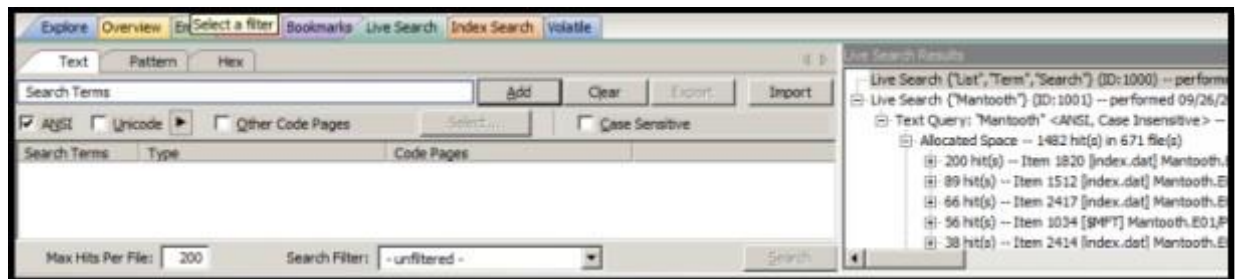 Explore Overview Select a filter Bookmarks Live Search Index Search Volatile
Text Pattern Hex
Search Terms Add Clear Export Import
ANSI Unicode Other Code Pages Select... Case Sensitive
Search Terms Type Code Pages
Max Hits Per File: 200 Search Filter: - unfiltered - Search
Live Search Results
Live Search {"List","Term","Search"} {ID:1000} -- perform
Live Search {"Mantooth"} {ID:1001} -- performed 09/26/2
Text Query: "Mantooth" <ANSI, Case Insensitive> --
Allocated Space -- 1482 hit(s) in 671 file(s)
200 hit(s) -- Item 1820 [index.dat] Mantooth.
89 hit(s) -- Item 1512 [index.dat] Mantooth.E
66 hit(s) -- Item 2417 [index.dat] Mantooth.E
56 hit(s) -- Item 1034 [$MFT] Mantooth.E01/P
38 hit(s) -- Item 2414 [index.dat] Mantooth.E